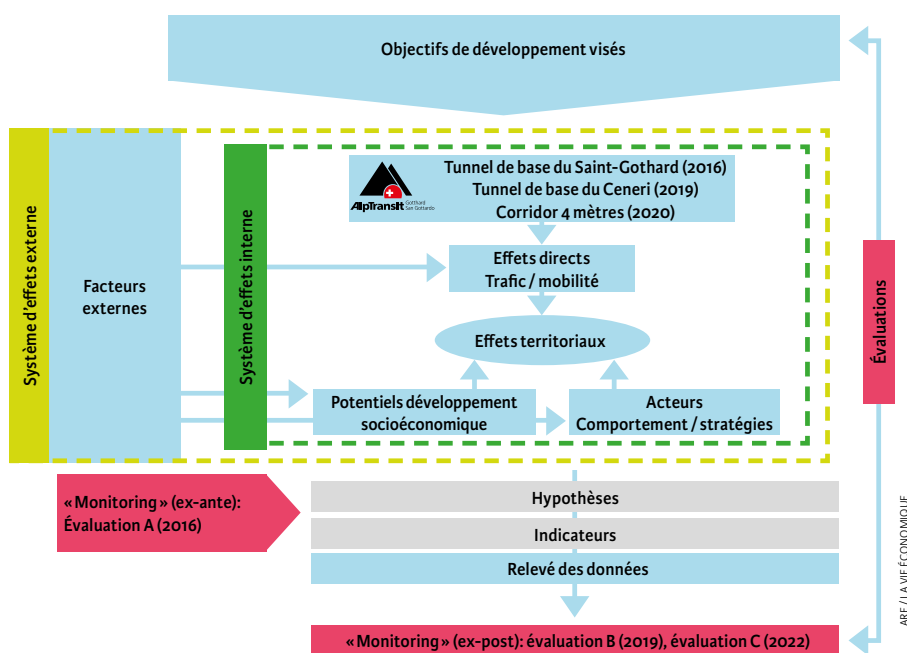 Objectifs de développement visés
Système d'effets externe
Facteurs
externes
Système d'effets interne
AlpTransit Gotthard
San Gottardo
Tunnel de base du Saint-Gothard (2016)
Tunnel de base du Ceneri (2019)
Corridor 4 mètres (2020)
Effets directs
Trafic / mobilité
Effets territoriaux
Potentiels développement
socioéconomique
Acteurs
Comportement / stratégies
Évaluations
« Monitoring » (ex-ante):
Évaluation A (2016)
Hypothèses
Indicateurs
Relevé des données
« Monitoring » (ex-post): évaluation B (2019), évaluation C (2022)
ARE / LA VIE ÉCONOMIQUE